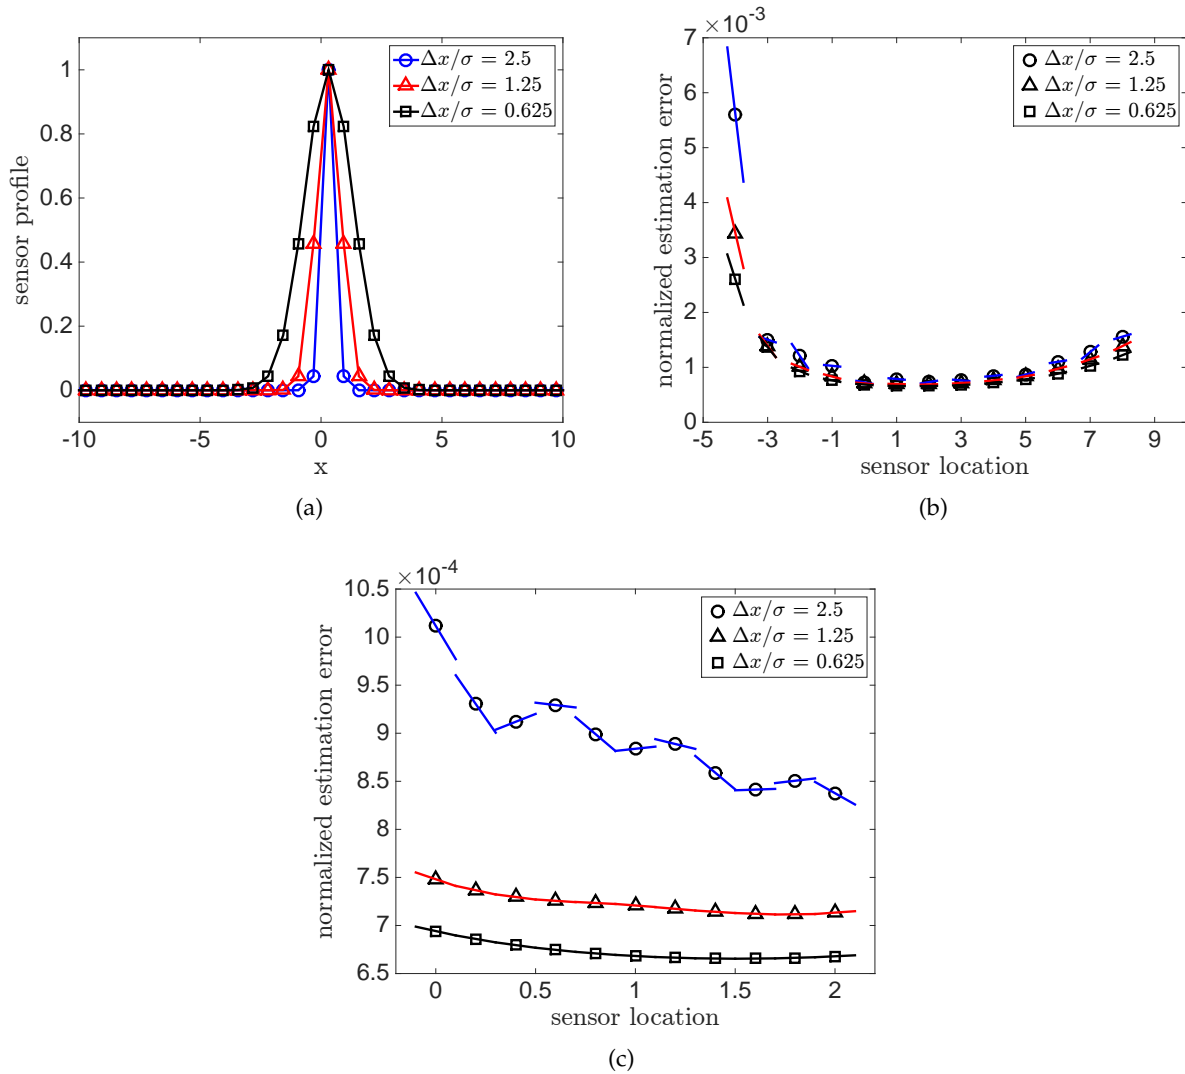 Δx/σ = 2.5
Δx/σ = 1.25
Δx/σ = 0.625
sensor profile
1
0.8
0.6
0.4
0.2
0
-10 -5 0 5 10
x
(a)
×10⁻³
Δx/σ = 2.5
Δx/σ = 1.25
Δx/σ = 0.625
normalized estimation error
7
6
5
4
3
2
1
0
-5 -3 -1 1 3 5 7 9
sensor location
(b)
×10⁻⁴
Δx/σ = 2.5
Δx/σ = 1.25
Δx/σ = 0.625
normalized estimation error
10.5
10
9.5
9
8.5
8
7.5
7
6.5
0 0.5 1 1.5 2
sensor location
(c)